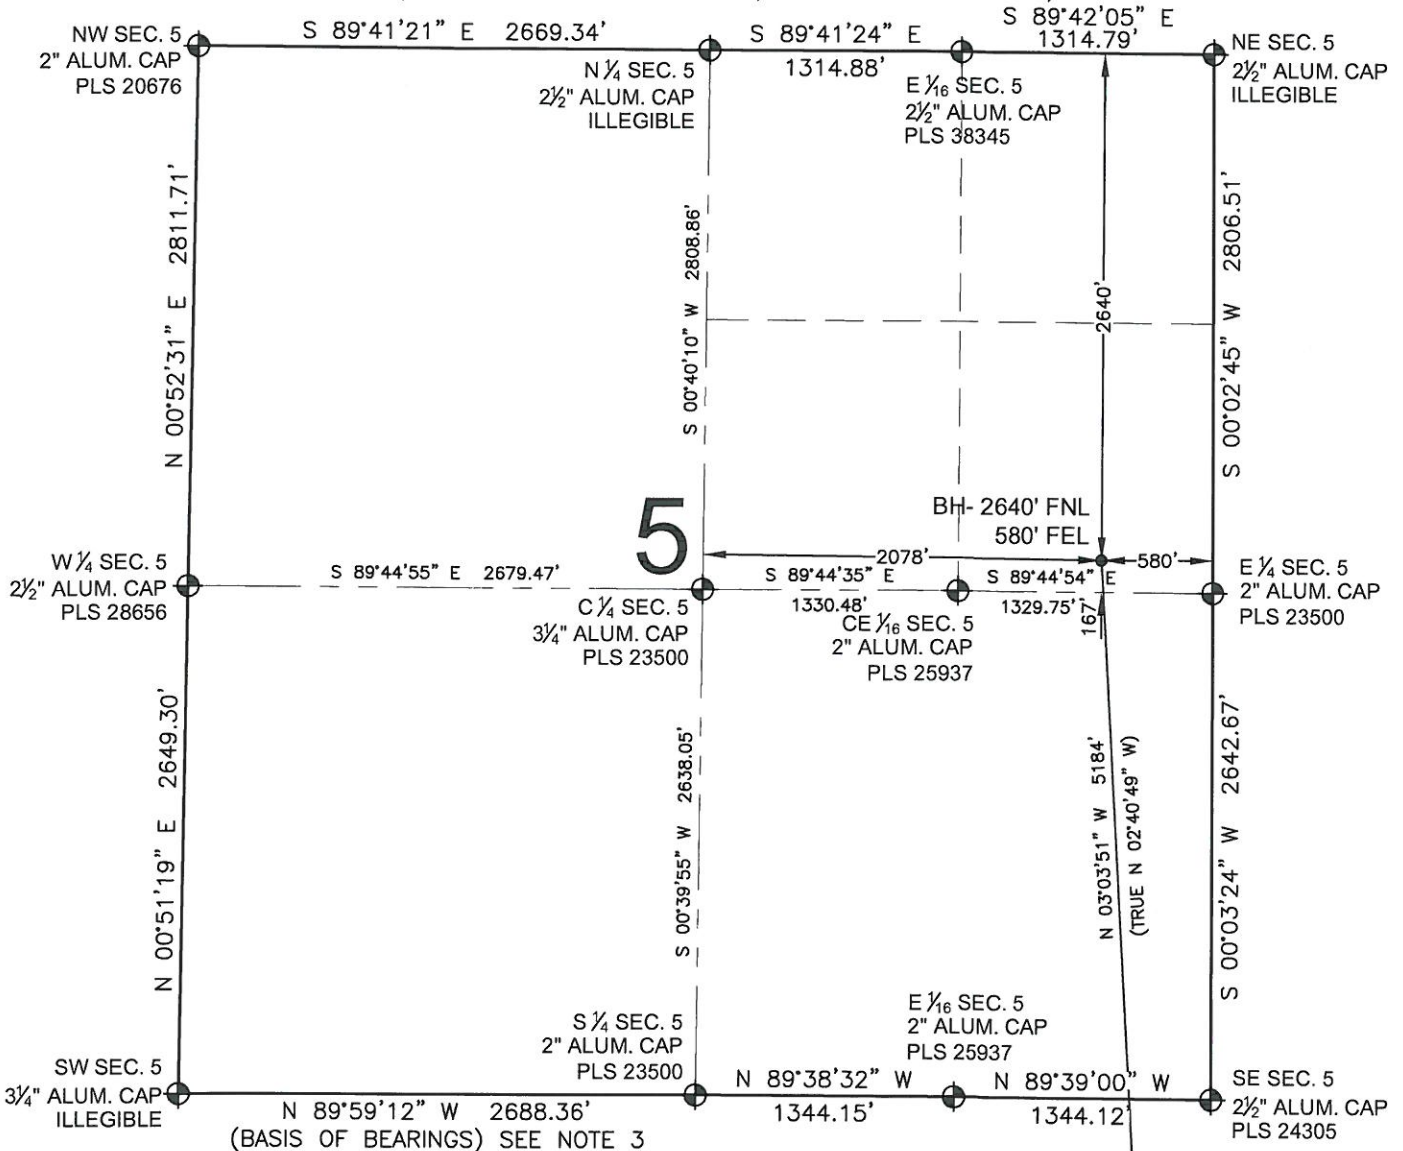 S 89°42'05" E
1314.79'
S 89°41'21" E 2669.34'
S 89°41'24" E
1314.88'
NW SEC. 5
2" ALUM. CAP
PLS 20676
N ¼ SEC. 5
2½" ALUM. CAP
ILLEGIBLE
E 1⁄16 SEC. 5
2½" ALUM. CAP
PLS 38345
NE SEC. 5
2½" ALUM. CAP
ILLEGIBLE
N 00°52'31" E 2811.71'
S 00°40'10" W 2808.86'
2640'
S 00°02'45" W 2806.51'
5
BH- 2640' FNL
580' FEL
2078'
580'
W ¼ SEC. 5
2½" ALUM. CAP
PLS 28656
S 89°44'55" E 2679.47'
C ¼ SEC. 5
3¼" ALUM. CAP
PLS 23500
S 89°44'35" E
1330.48'
CE 1⁄16 SEC. 5
2" ALUM. CAP
PLS 25937
S 89°44'54" E
1329.75'
167'
E ¼ SEC. 5
2" ALUM. CAP
PLS 23500
N 00°51'19" E 2649.30'
S 00°39'55" W 2638.05'
N 03°03'51" W 5184'
(TRUE N 02°40'49" W)
S 00°03'24" W 2642.67'
SW SEC. 5
3¼" ALUM. CAP
ILLEGIBLE
S ¼ SEC. 5
2" ALUM. CAP
PLS 23500
E 1⁄16 SEC. 5
2" ALUM. CAP
PLS 25937
SE SEC. 5
2½" ALUM. CAP
PLS 24305
N 89°59'12" W 2688.36'
(BASIS OF BEARINGS) SEE NOTE 3
N 89°38'32" W
1344.15'
N 89°39'00" W
1344.12'